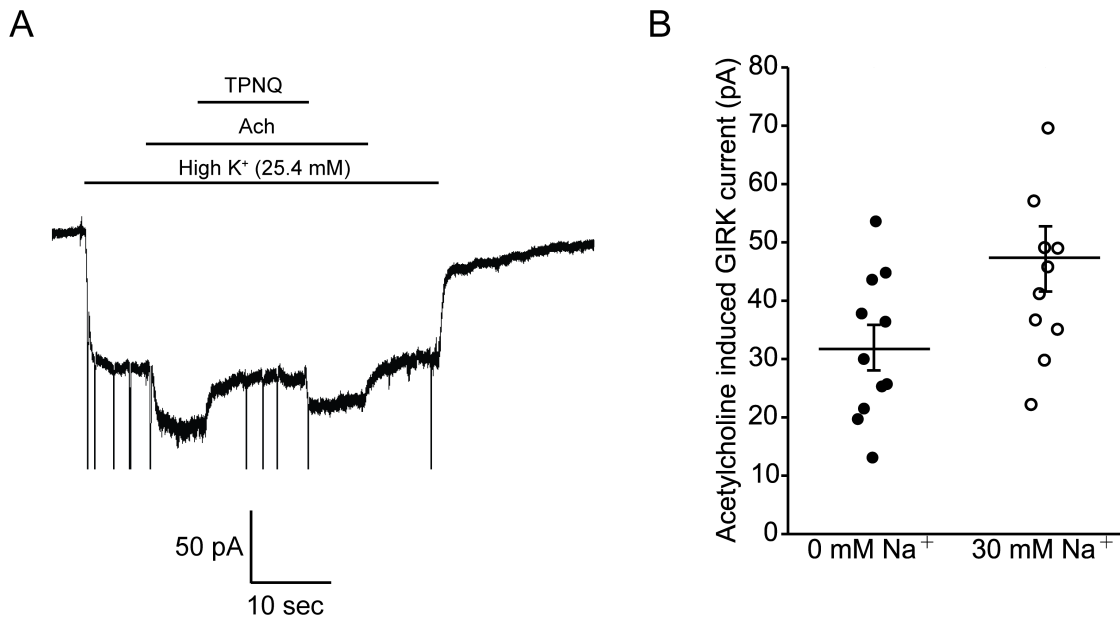 A
TPNQ
Ach
High K⁺ (25.4 mM)
50 pA
10 sec
B
Acetylcholine induced GIRK current (pA)
80
70
60
50
40
30
20
10
0
0 mM Na⁺
30 mM Na⁺